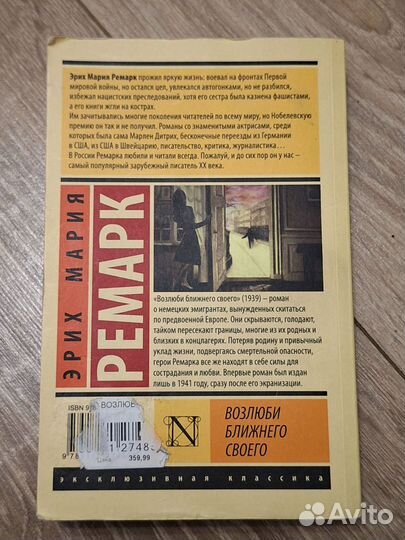 Эрих Мария Ремарк прожил яркую жизнь: воевал на фронтах Первой
мировой войны, но остался цел, увлекался автогонками, но не разбился,
избежал нацистских преследований, хотя его сестра была казнена фашистами,
а его книги жгли на кострах.
Им зачитывались многие поколения читателей по всему миру, но Нобелевскую
премию он так и не получил. Романы со знаменитыми актрисами, среди
которых была сама Марлен Дитрих, бесконечные переезды из Германии
в США, из США в Швейцарию, писательство, критика, журналистика...
В России Ремарка любили и читали всегда. Пожалуй, и до сих пор он у нас –
самый популярный зарубежный писатель XX века.
ЭРИХ МАРИЯ
РЕМАРК
«Возлюби ближнего своего» (1939) – роман
о немецких эмигрантах, вынужденных скитаться
по предвоенной Европе. Они скрываются, голодают,
тайком пересекают границы, многие из их родных и
близких в концлагерях. Потеряв родину и привычный
уклад жизни, подвергаясь смертельной опасности,
герои Ремарка все же находят в себе силы для
сострадания и любви. Впервые роман был издан
лишь в 1941 году, сразу после его экранизации.
ISBN 978
ВОЗЛЮБ
1 2748
9 78
Цена 359,99
N
ВОЗЛЮБИ
БЛИЖНЕГО
СВОЕГО
эксклюзивная классика
Avito